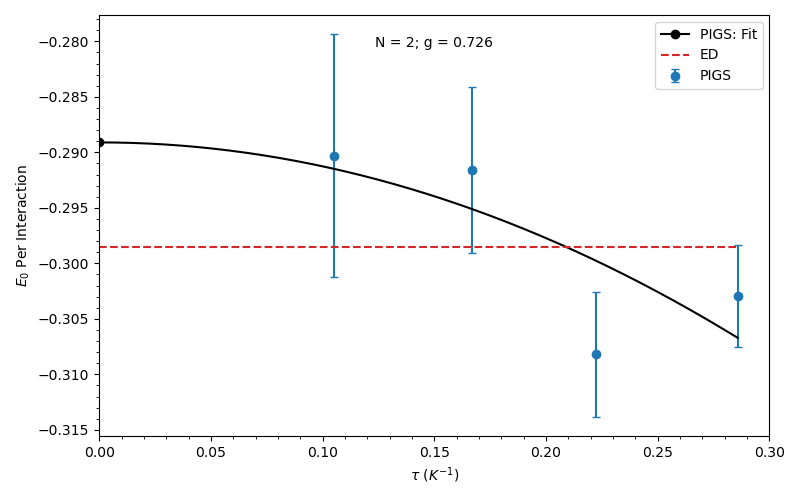 N = 2; g = 0.726
PIGS: Fit
ED
PIGS
E₀ Per Interaction
−0.280
−0.285
−0.290
−0.295
−0.300
−0.305
−0.310
−0.315
0.00 0.05 0.10 0.15 0.20 0.25 0.30
τ (K⁻¹)